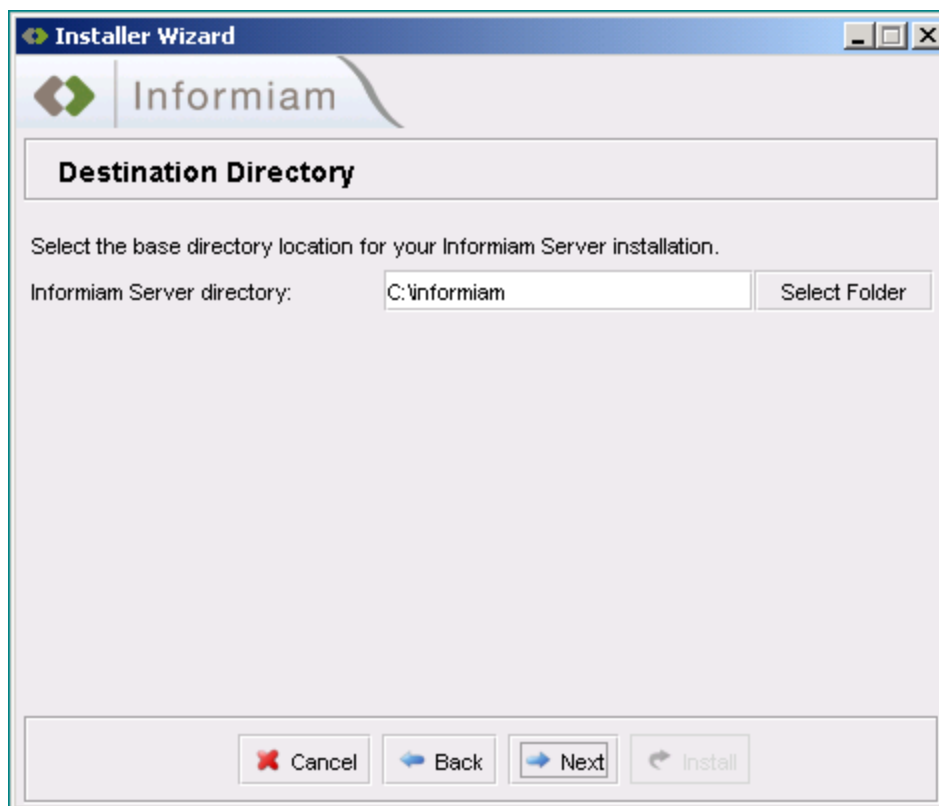 Installer Wizard
Informiam
Destination Directory
Select the base directory location for your Informiam Server installation.
Informiam Server directory: C:\informiam Select Folder
Cancel Back Next Install